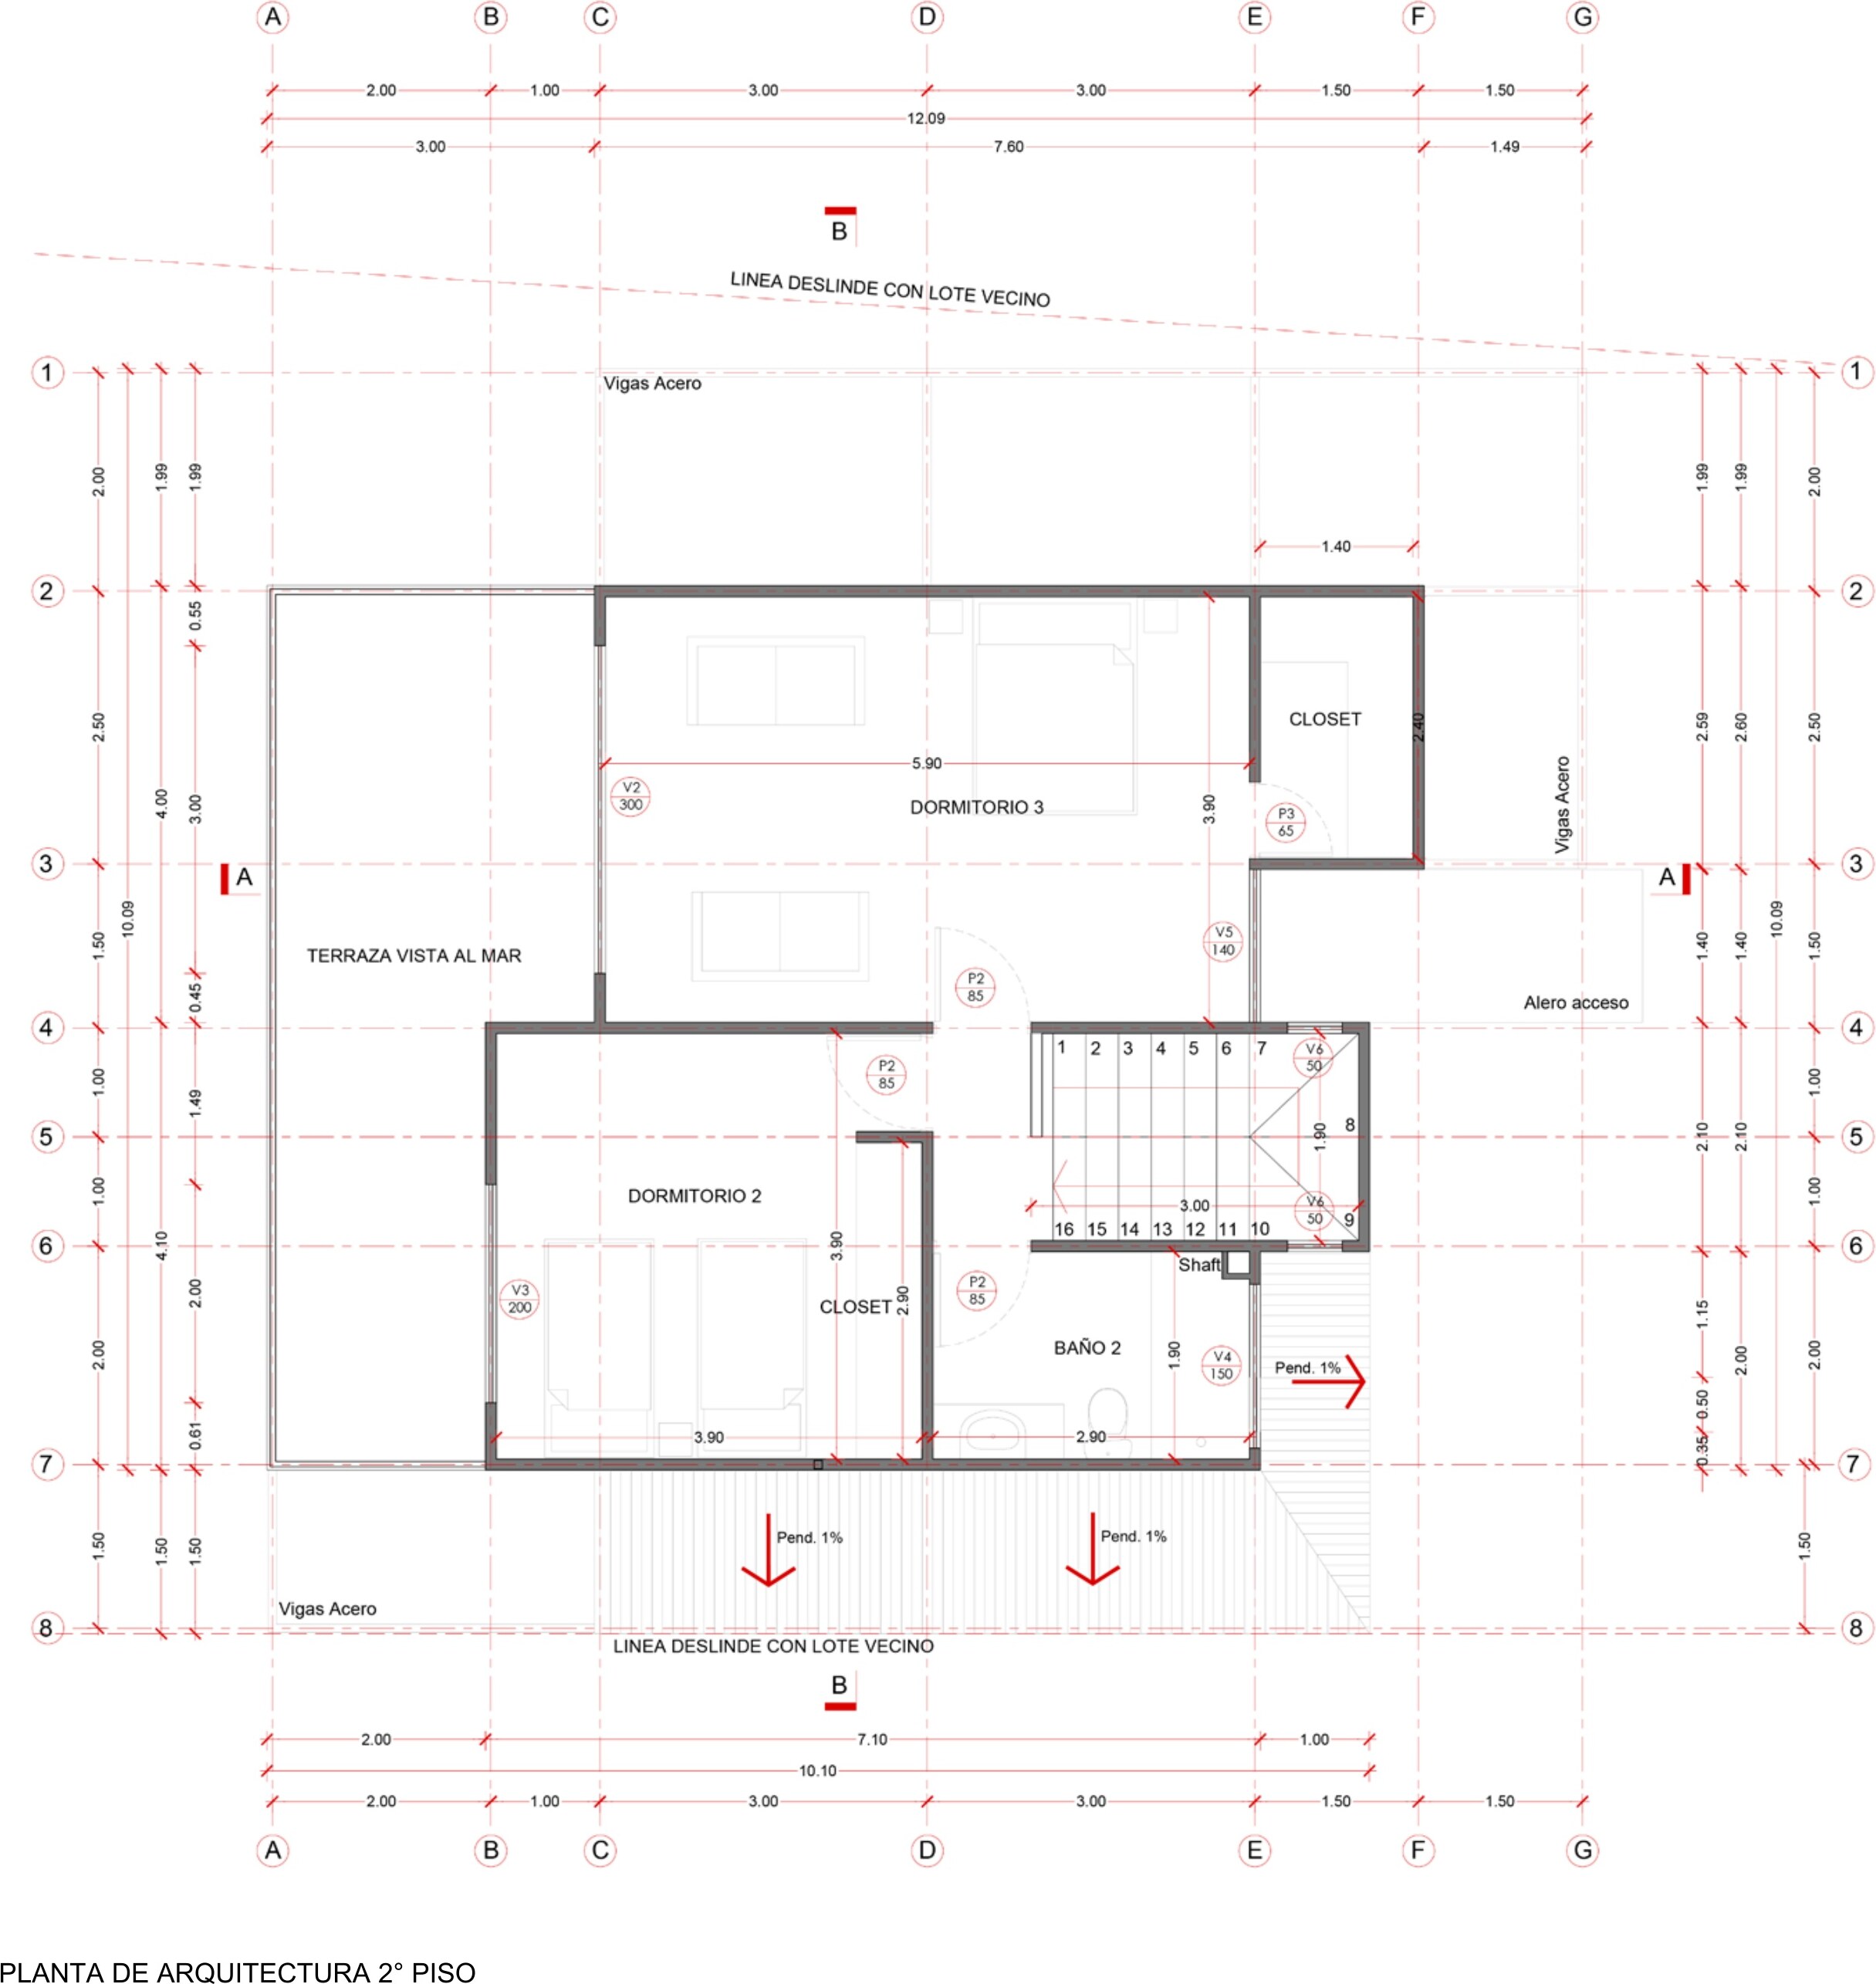 A B C D E F G
2.00 1.00 3.00 3.00 1.50 1.50
12.09
3.00 7.60 1.49
B
LINEA DESLINDE CON LOTE VECINO
1 1
Vigas Acero
2.00 1.99 1.99 1.99 1.99 2.00
1.40
2 2
0.55
CLOSET
2.50 2.40 2.59 2.60 2.50
5.90
V2
300
4.00 3.00 DORMITORIO 3 3.90
P3
65
Vigas Acero
3 3
A A
10.09 10.09
1.50 V5
140
1.40 1.40 1.50
TERRAZA VISTA AL MAR
P2
85
0.45 Alero acceso
4 4
1 2 3 4 5 6 7
V6
50
P2
85
1.00 1.49 1.00
8
5 1.90 2.10 2.10 5
1.00 DORMITORIO 2 1.00
3.00
V6
50
9
16 15 14 13 12 11 10
6 4.10 3.90 6
Shaft
P2
85
V3
200
2.00 CLOSET 2.90 1.15
BAÑO 2
2.00 1.90 V4
150
Pend. 1% 2.00 2.00
0.50
0.61 3.90 2.90 0.35
7 7
Pend. 1% Pend. 1%
1.50 1.50 1.50 1.50
Vigas Acero
8 8
LINEA DESLINDE CON LOTE VECINO
B
2.00 7.10 1.00
10.10
2.00 1.00 3.00 3.00 1.50 1.50
A B C D E F G
PLANTA DE ARQUITECTURA 2° PISO